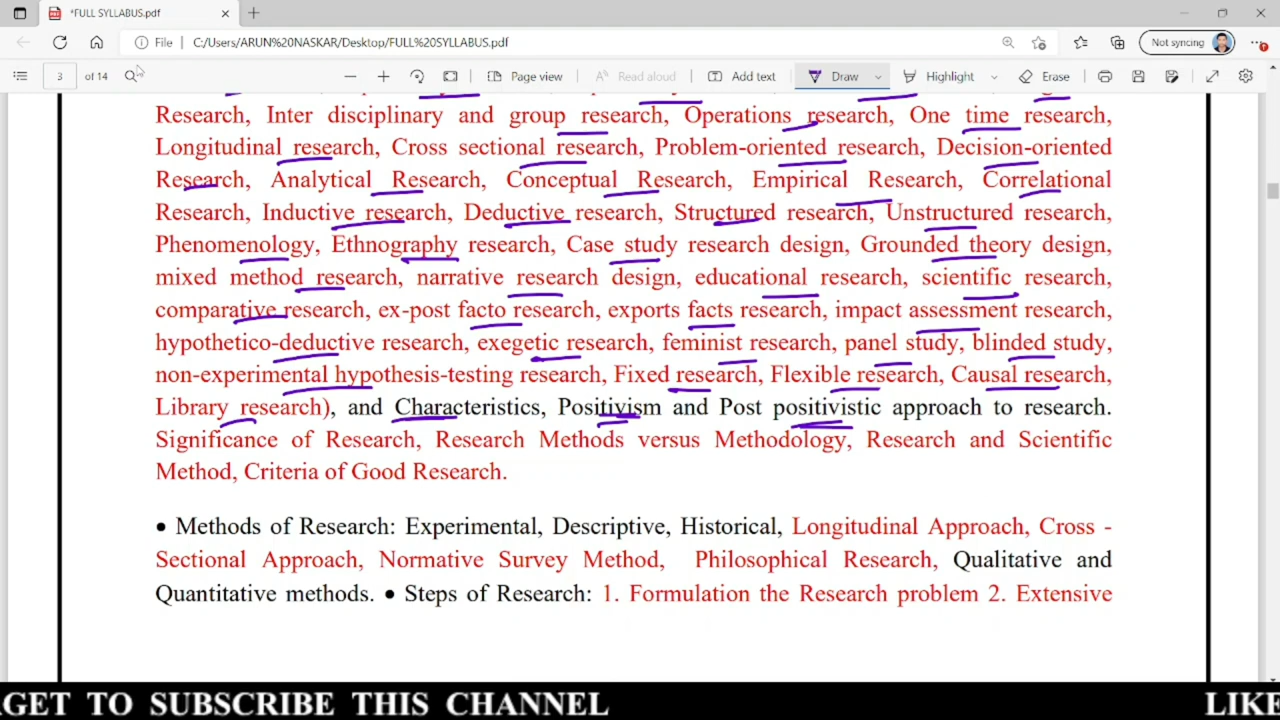 *FULL SYLLABUS.pdf
File C:/Users/ARUN%20NASKAR/Desktop/FULL%20SYLLABUS.pdf Not syncing
3 of 14 Page view Read aloud Add text Draw Highlight Erase
Research, Inter disciplinary and group research, Operations research, One time research,
Longitudinal research, Cross sectional research, Problem-oriented research, Decision-oriented
Research, Analytical Research, Conceptual Research, Empirical Research, Correlational
Research, Inductive research, Deductive research, Structured research, Unstructured research,
Phenomenology, Ethnography research, Case study research design, Grounded theory design,
mixed method research, narrative research design, educational research, scientific research,
comparative research, ex-post facto research, exports facts research, impact assessment research,
hypothetico-deductive research, exegetic research, feminist research, panel study, blinded study,
non-experimental hypothesis-testing research, Fixed research, Flexible research, Causal research,
Library research), and Characteristics, Positivism and Post positivistic approach to research.
Significance of Research, Research Methods versus Methodology, Research and Scientific
Method, Criteria of Good Research.
• Methods of Research: Experimental, Descriptive, Historical, Longitudinal Approach, Cross -
Sectional Approach, Normative Survey Method, Philosophical Research, Qualitative and
Quantitative methods. • Steps of Research: 1. Formulation the Research problem 2. Extensive
GET TO SUBSCRIBE THIS CHANNEL LIKE